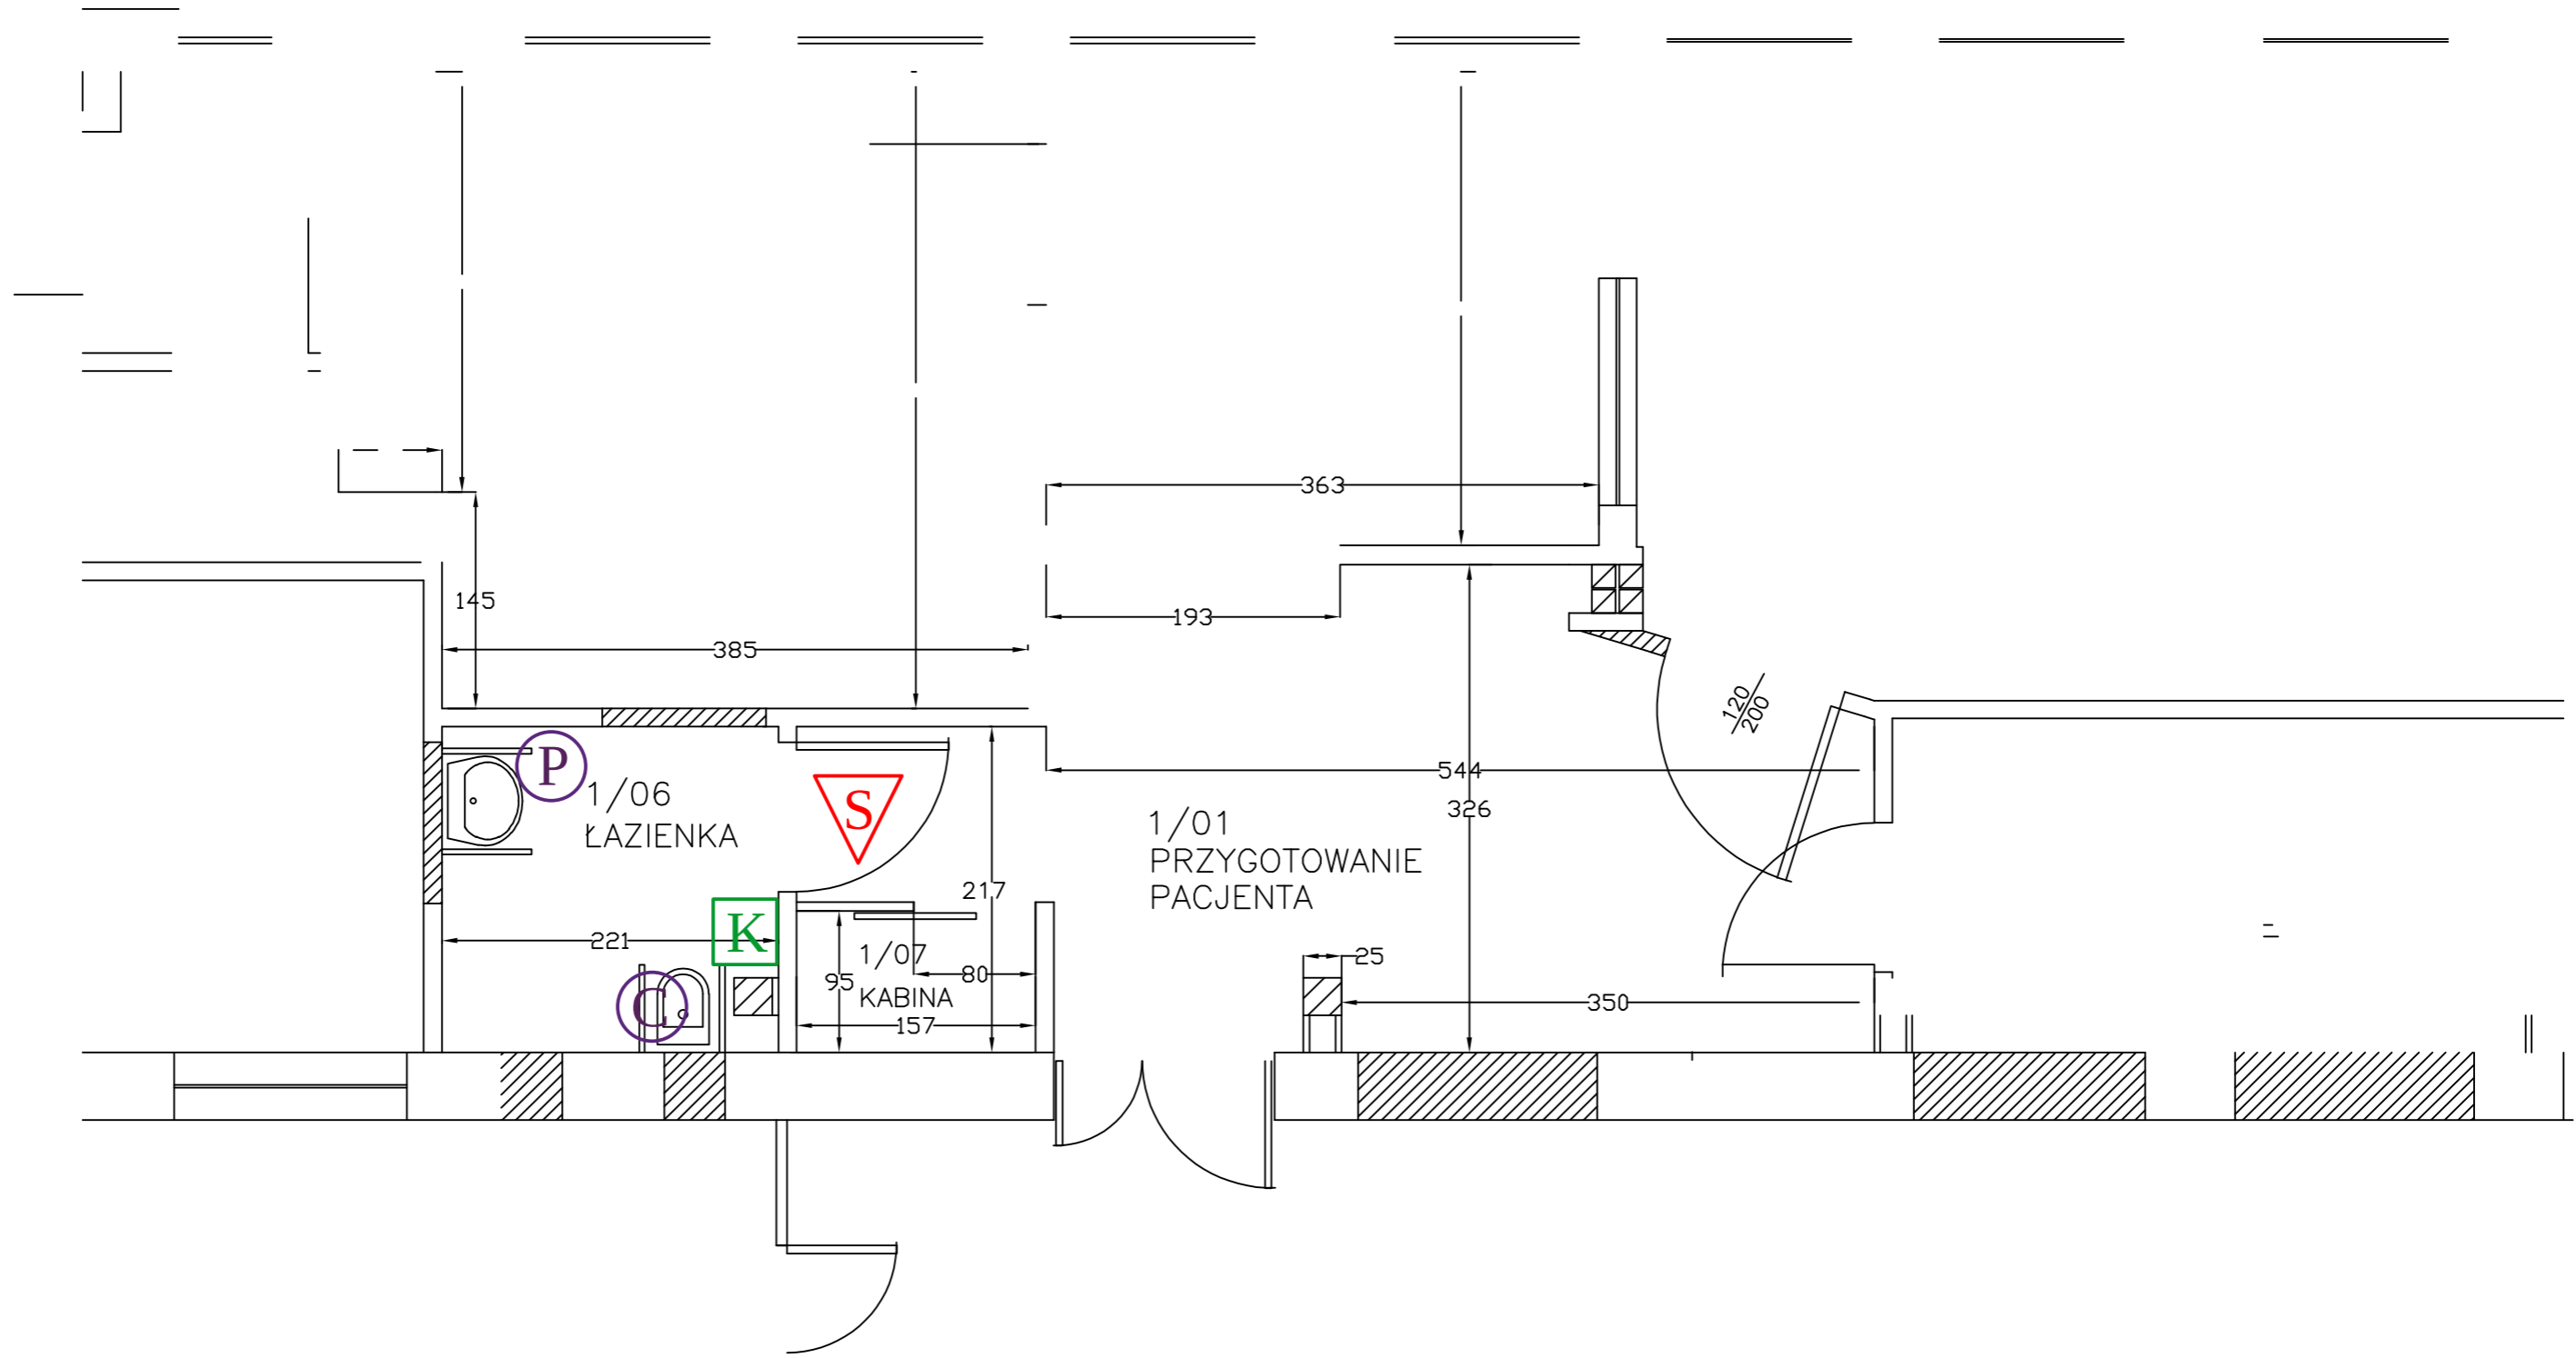 363
145
193
385
120
200
P
1/06
ŁAZIENKA
S
544
326
1/01
PRZYGOTOWANIE
PACJENTA
217
K
221
1/07
KABINA
95
80
25
C
157
350